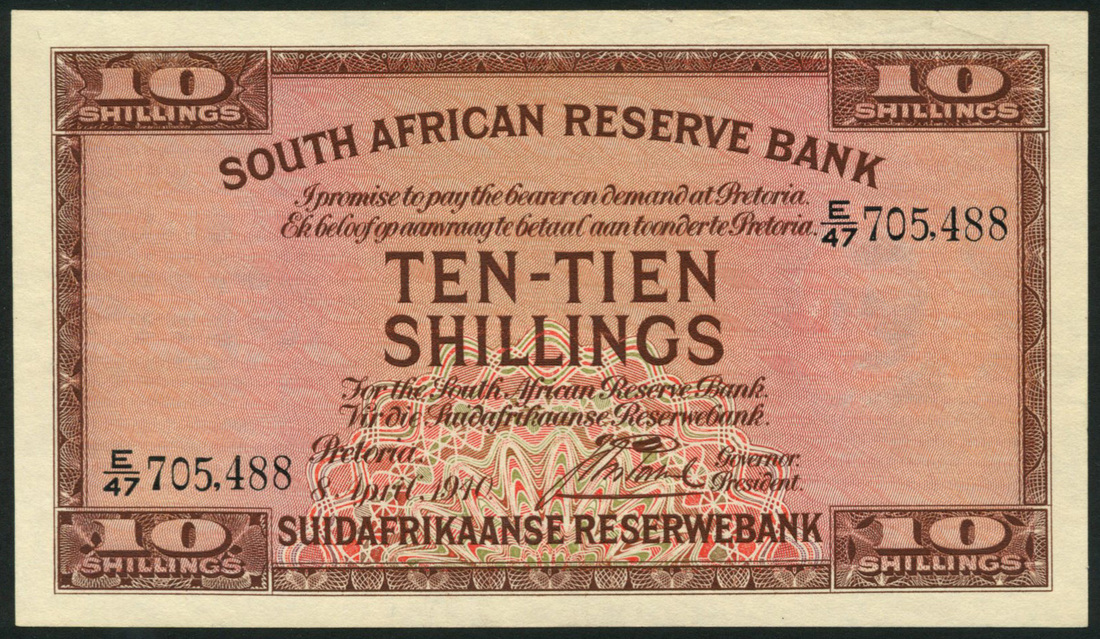 10 SHILLINGS
10 SHILLINGS
SOUTH AFRICAN RESERVE BANK
I promise to pay the bearer on demand at Pretoria.
Ek beloof op aanvraag te betaal aan toonder te Pretoria.
E/47 705,488
TEN-TIEN
SHILLINGS
For the South African Reserve Bank.
Vir die Suidafrikaanse Reserwebank.
Pretoria.
8. April, 1940.
Governor.
President.
E/47 705,488
SUIDAFRIKAANSE RESERWEBANK
10 SHILLINGS
10 SHILLINGS